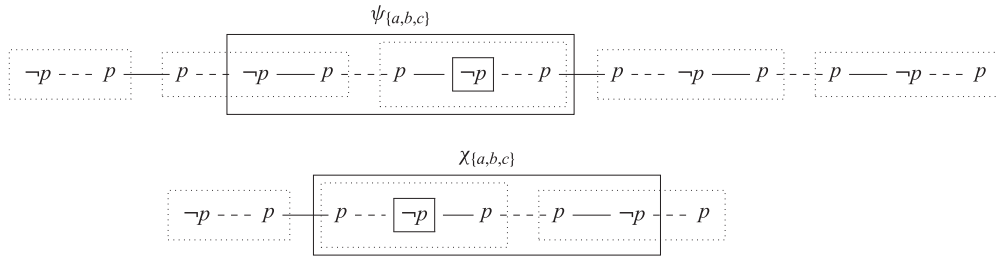 ψ{a,b,c}
¬p p p ¬p p p ¬p p p ¬p p p ¬p p
χ{a,b,c}
¬p p p ¬p p p ¬p p